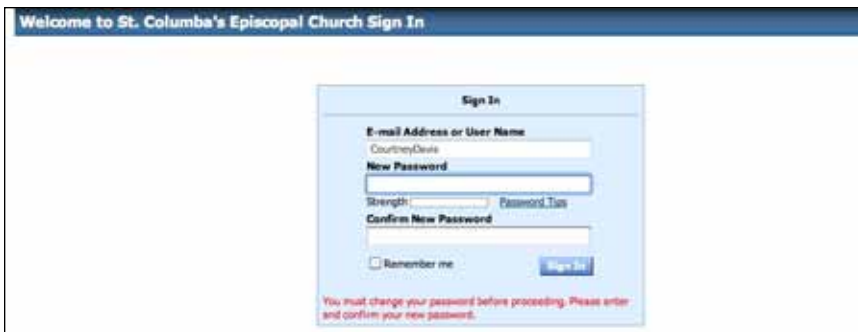 Welcome to St. Columba's Episcopal Church Sign In
Sign In
E-mail Address or User Name
CourtneyDavis
New Password
Strength Password Tips
Confirm New Password
Remember me Sign In
You must change your password before proceeding. Please enter
and confirm your new password.